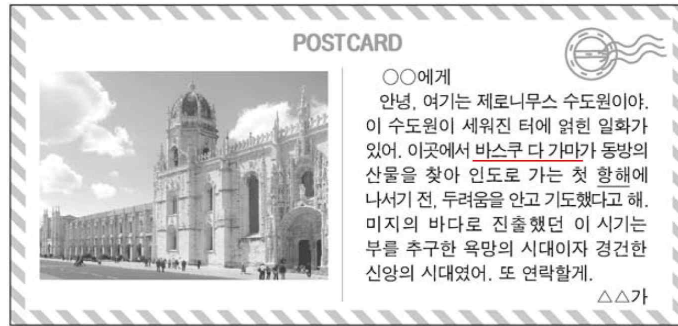 POSTCARD
○○에게
안녕, 여기는 제로니무스 수도원이야.
이 수도원이 세워진 터에 얽힌 일화가
있어. 이곳에서 바스쿠 다 가마가 동방의
산물을 찾아 인도로 가는 첫 항해에
나서기 전, 두려움을 안고 기도했다고 해.
미지의 바다로 진출했던 이 시기는
부를 추구한 욕망의 시대이자 경건한
신앙의 시대였어. 또 연락할게.
△△가